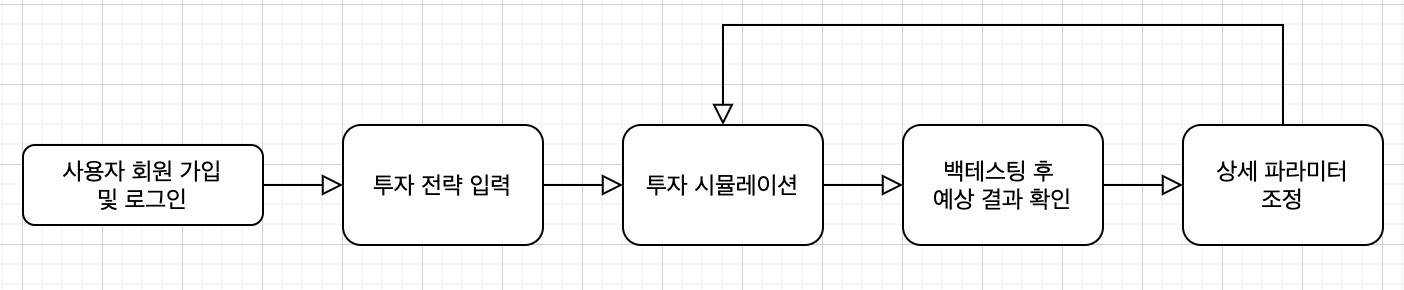 사용자 회원 가입
및 로그인
투자 전략 입력
투자 시뮬레이션
백테스팅 후
예상 결과 확인
상세 파라미터
조정